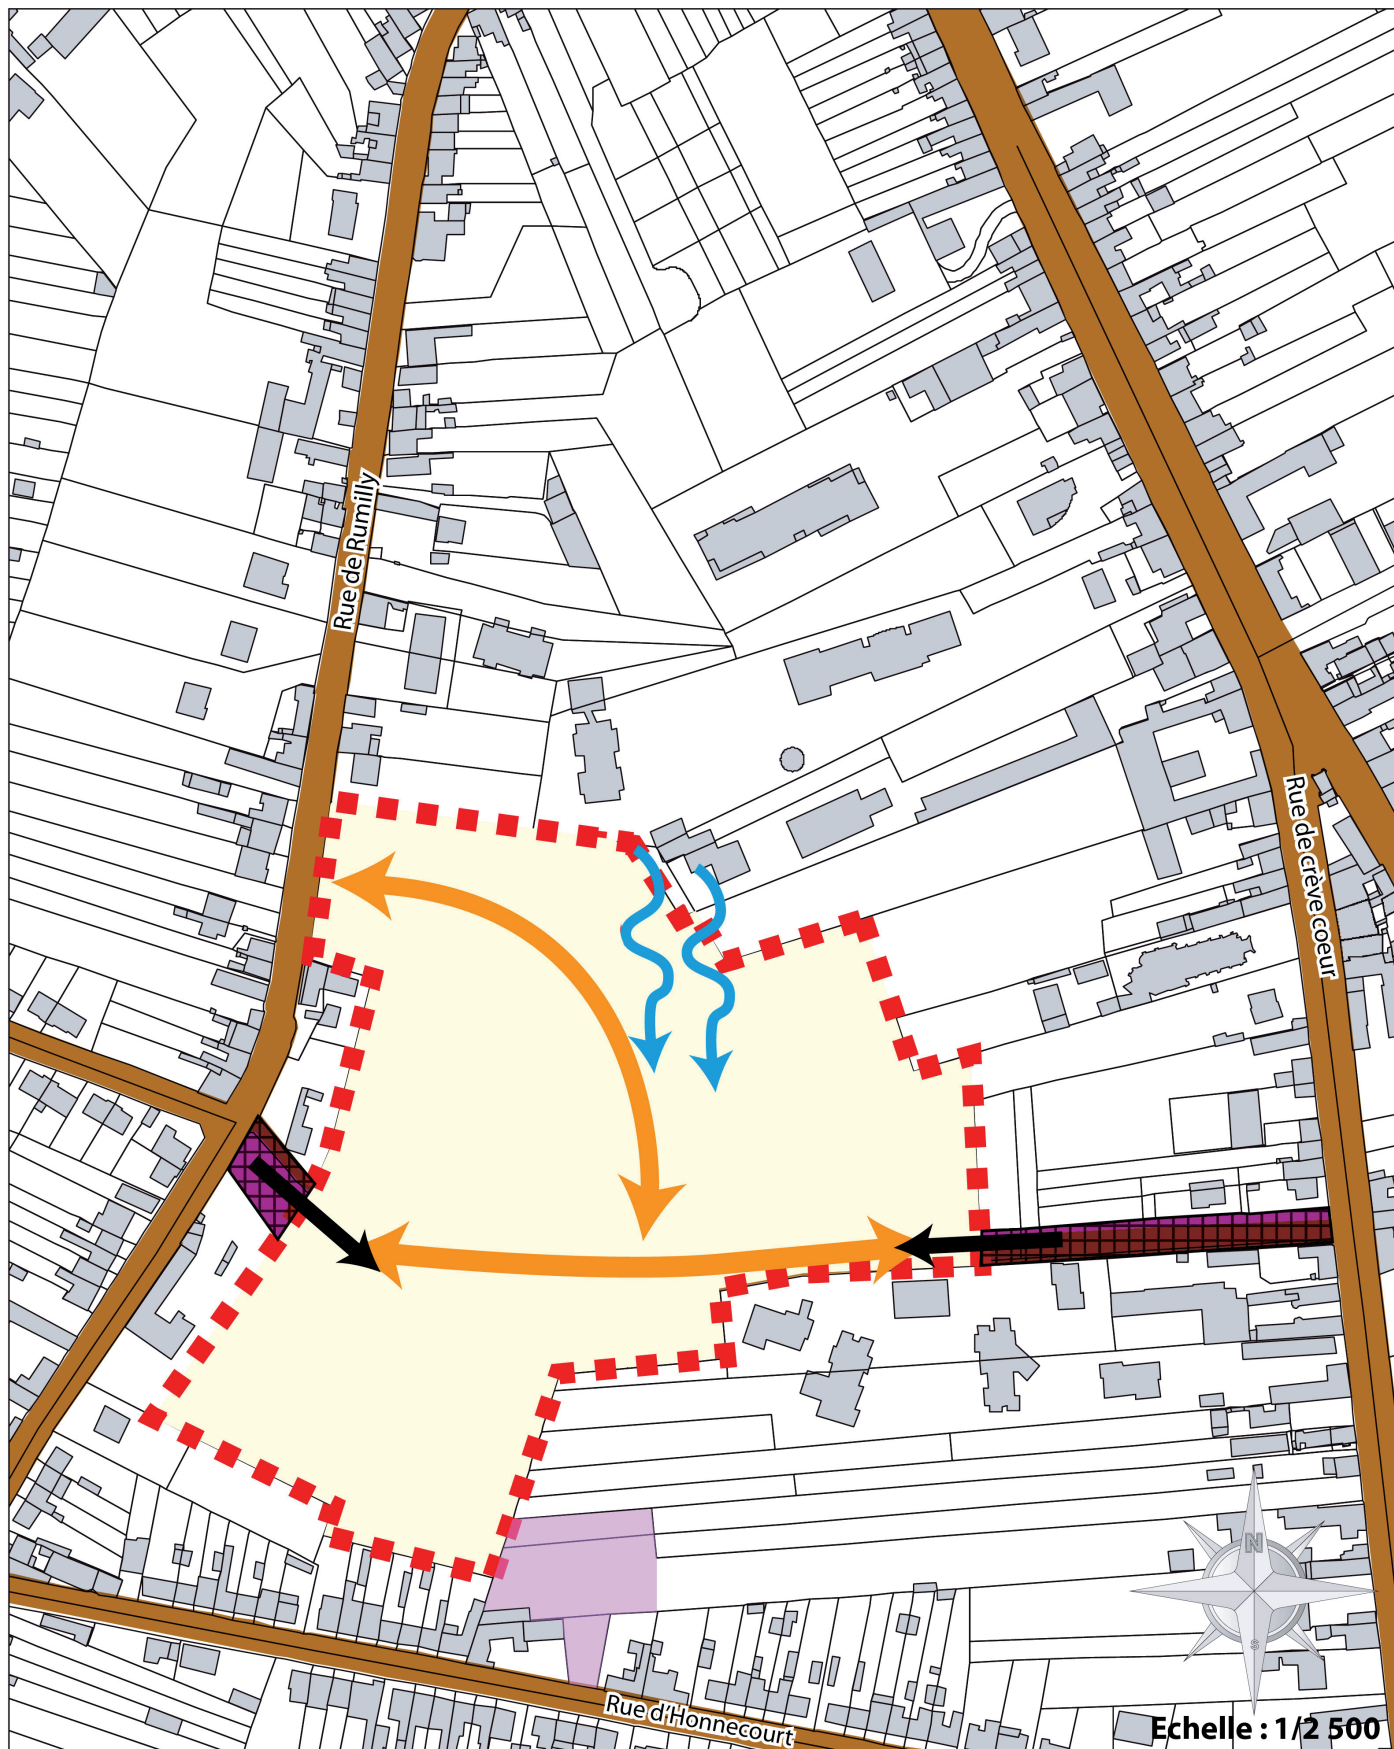 Rue de Rumilly
Rue de crève coeur
N
S
Rue d'Honnecourt
Echelle : 1/2 500